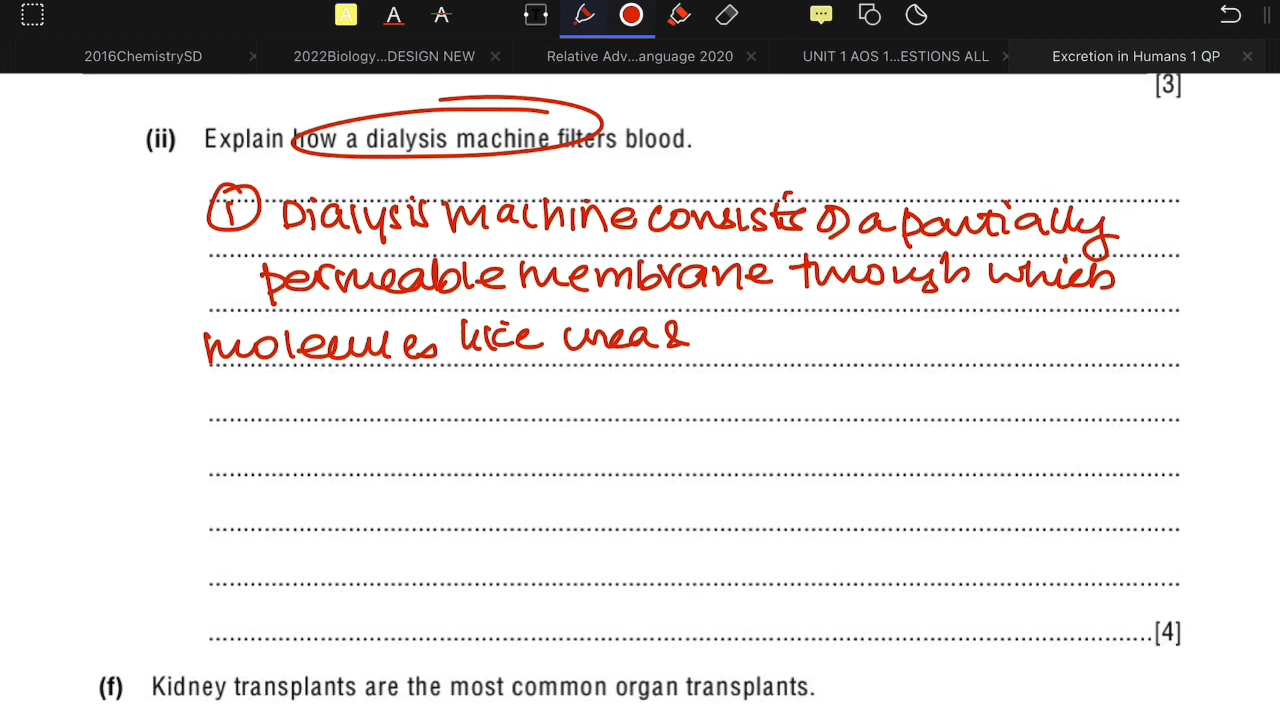 2016ChemistrySD
2022Biology...DESIGN NEW
Relative Adv...anguage 2020
UNIT 1 AOS 1...ESTIONS ALL
Excretion in Humans 1 QP
[3]
(ii) Explain how a dialysis machine filters blood.
① Dialysis machine consists of a partially
permeable membrane through which
molecules like urea &
[4]
(f) Kidney transplants are the most common organ transplants.